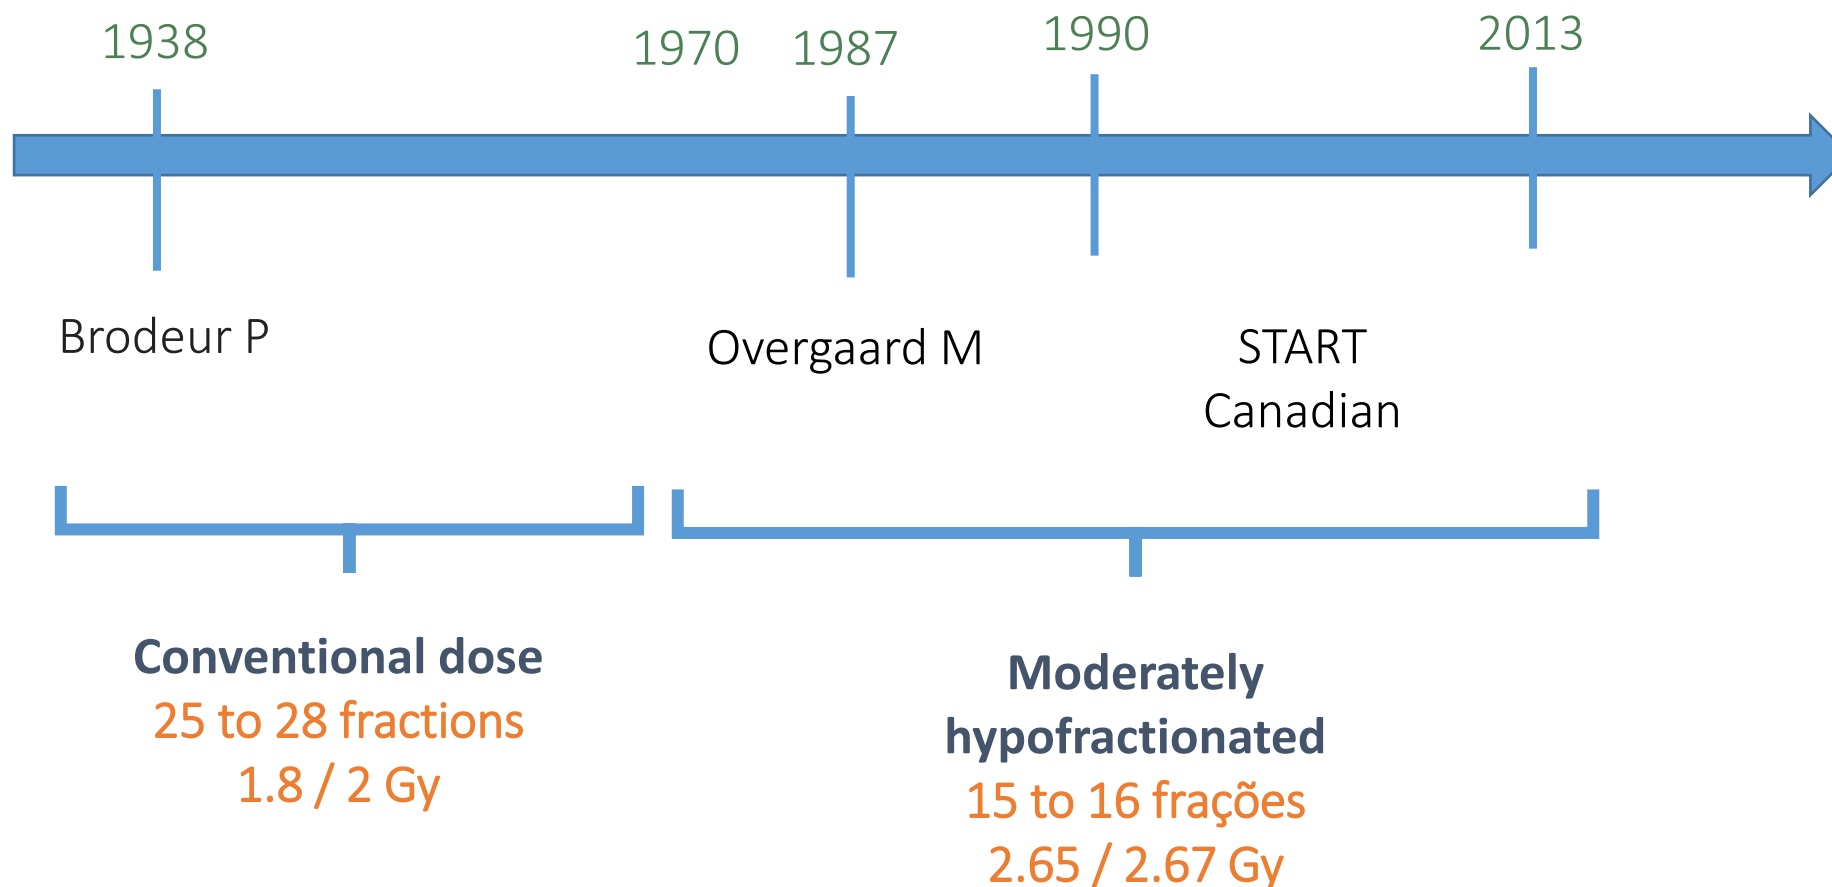 1938
1970
1987
1990
2013
Brodeur P
Overgaard M
START
Canadian
Conventional dose
25 to 28 fractions
1.8 / 2 Gy
Moderately
hypofractionated
15 to 16 frações
2.65 / 2.67 Gy